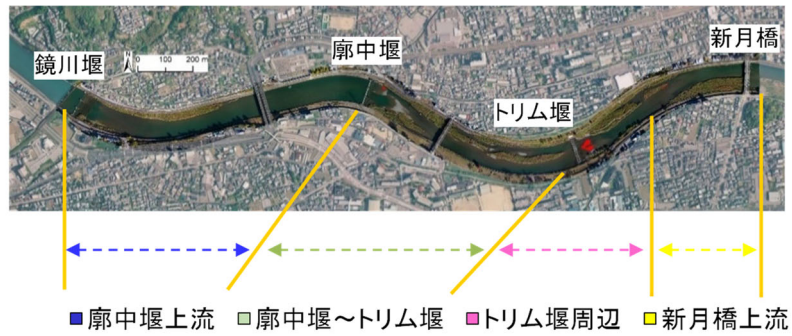 新月橋
廓中堰
鏡川堰
N
0 100 200 m
トリム堰
廓中堰上流
廓中堰～トリム堰
トリム堰周辺
新月橋上流